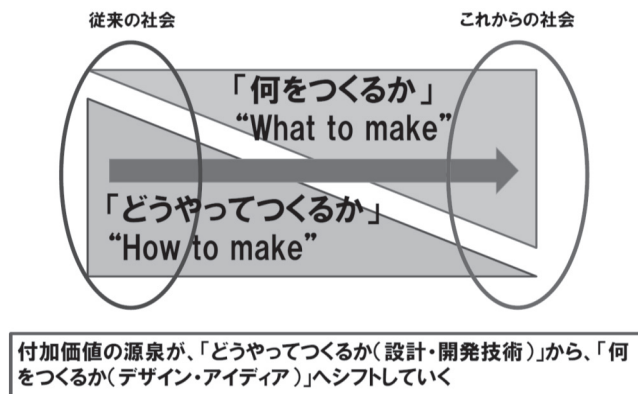 従来の社会
これからの社会
「何をつくるか」
“What to make”
「どうやってつくるか」
“How to make”
付加価値の源泉が、「どうやってつくるか(設計・開発技術)」から、「何
をつくるか(デザイン・アイディア)」へシフトしていく